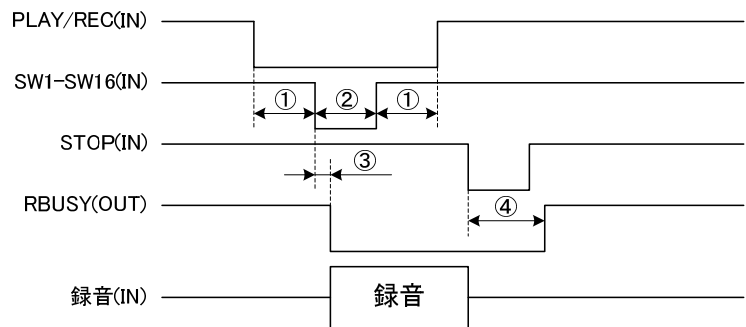 PLAY/REC(IN)
SW1-SW16(IN)
① ② ①
STOP(IN)
③
RBUSY(OUT)
④
録音(IN)
録音